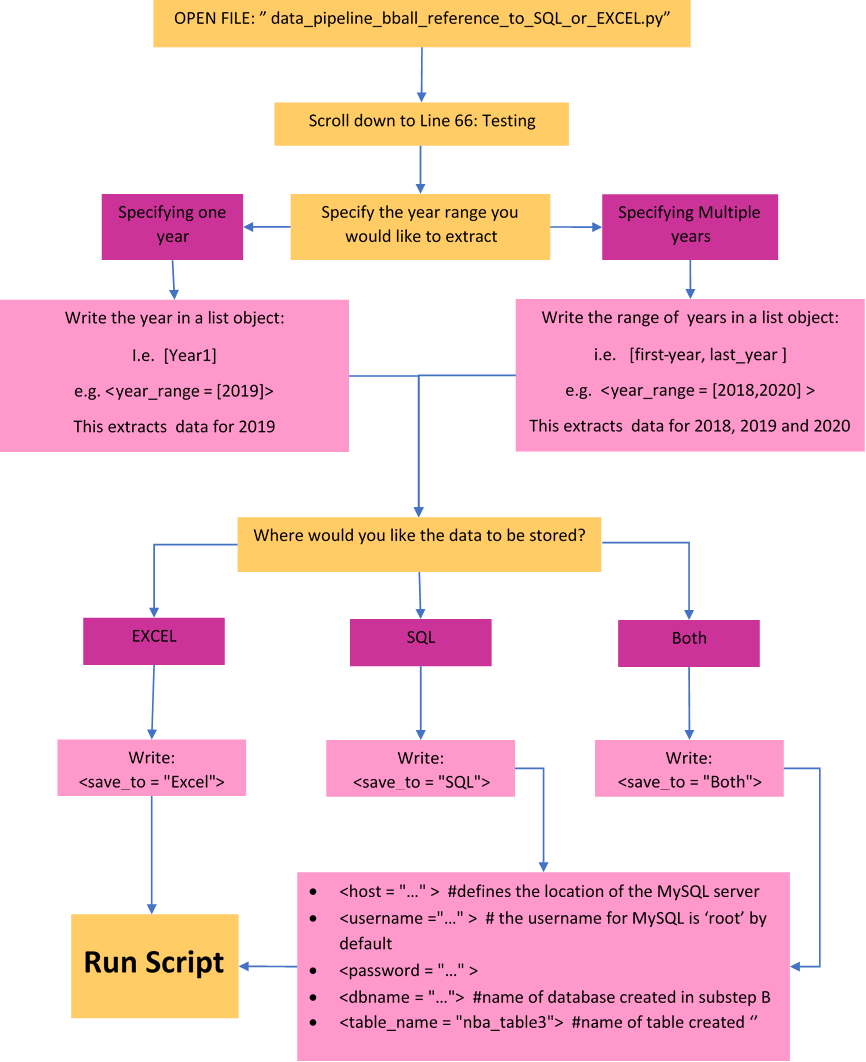 OPEN FILE: ” data_pipeline_bball_reference_to_SQL_or_EXCEL.py”
Scroll down to Line 66: Testing
Specifying one
year
Specify the year range you
would like to extract
Specifying Multiple
years
Write the year in a list object:
I.e. [Year1]
e.g. <year_range = [2019]>
This extracts data for 2019
Write the range of years in a list object:
i.e. [first-year, last_year ]
e.g. <year_range = [2018,2020] >
This extracts data for 2018, 2019 and 2020
Where would you like the data to be stored?
EXCEL
SQL
Both
Write:
<save_to = "Excel">
Write:
<save_to = "SQL">
Write:
<save_to = "Both">
• <host = "…" > #defines the location of the MySQL server
• <username ="…" > # the username for MySQL is ‘root’ by
default
• <password = "…" >
• <dbname = "…"> #name of database created in substep B
• <table_name = "nba_table3"> #name of table created ‘’
Run Script